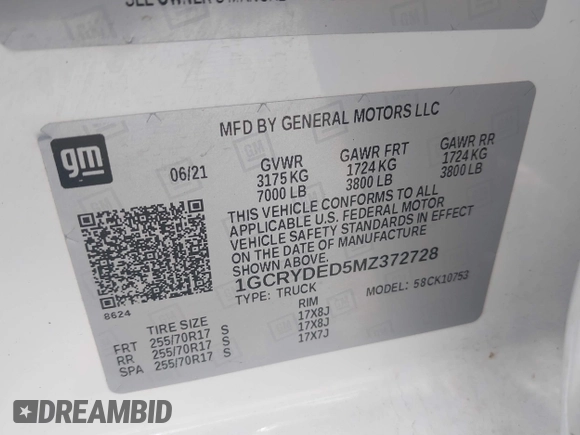 SEE OWNER'S MANUAL
MFD BY GENERAL MOTORS LLC
gm
06/21
GVWR GAWR FRT GAWR RR
3175 KG 1724 KG 1724 KG
7000 LB 3800 LB 3800 LB
THIS VEHICLE CONFORMS TO ALL
APPLICABLE U.S. FEDERAL MOTOR
VEHICLE SAFETY STANDARDS IN EFFECT
ON THE DATE OF MANUFACTURE
SHOWN ABOVE.
1GCRYDED5MZ372728
TYPE: TRUCK MODEL: 58CK10753
8624
TIRE SIZE RIM
FRT 255/70R17 S 17X8J
RR 255/70R17 S 17X8J
SPA 255/70R17 S 17X7J
DREAMBID